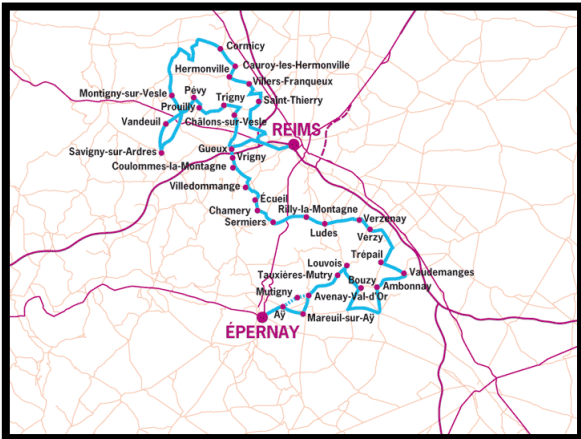 Cormicy
Cauroy-les-Hermonville
Hermonville
Villers-Franqueux
Montigny-sur-Vesle
Pévy
Trigny
Saint-Thierry
Prouilly
Vandeuil
Châlons-sur-Vesle
REIMS
Savigny-sur-Ardres
Gueux
Vrigny
Coulommes-la-Montagne
Villedommange
Écueil
Chamery
Rilly-la-Montagne
Sermiers
Ludes
Verzenay
Verzy
Trépail
Louvois
Vaudemanges
Tauxières-Mutry
Bouzy
Ambonnay
Mutigny
Avenay-Val-d'Or
Aÿ
Mareuil-sur-Aÿ
ÉPERNAY